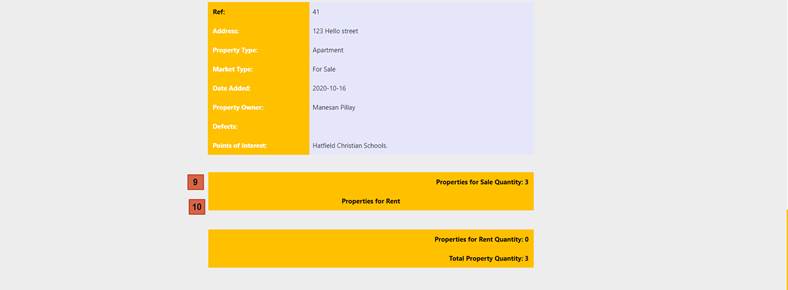 Ref: 41
Address: 123 Hello street
Property Type: Apartment
Market Type: For Sale
Date Added: 2020-10-16
Property Owner: Manesan Pillay
Defects:
Points of Interest: Hatfield Christian Schools.
9 Properties for Sale Quantity: 3
10 Properties for Rent
Properties for Rent Quantity: 0
Total Property Quantity: 3